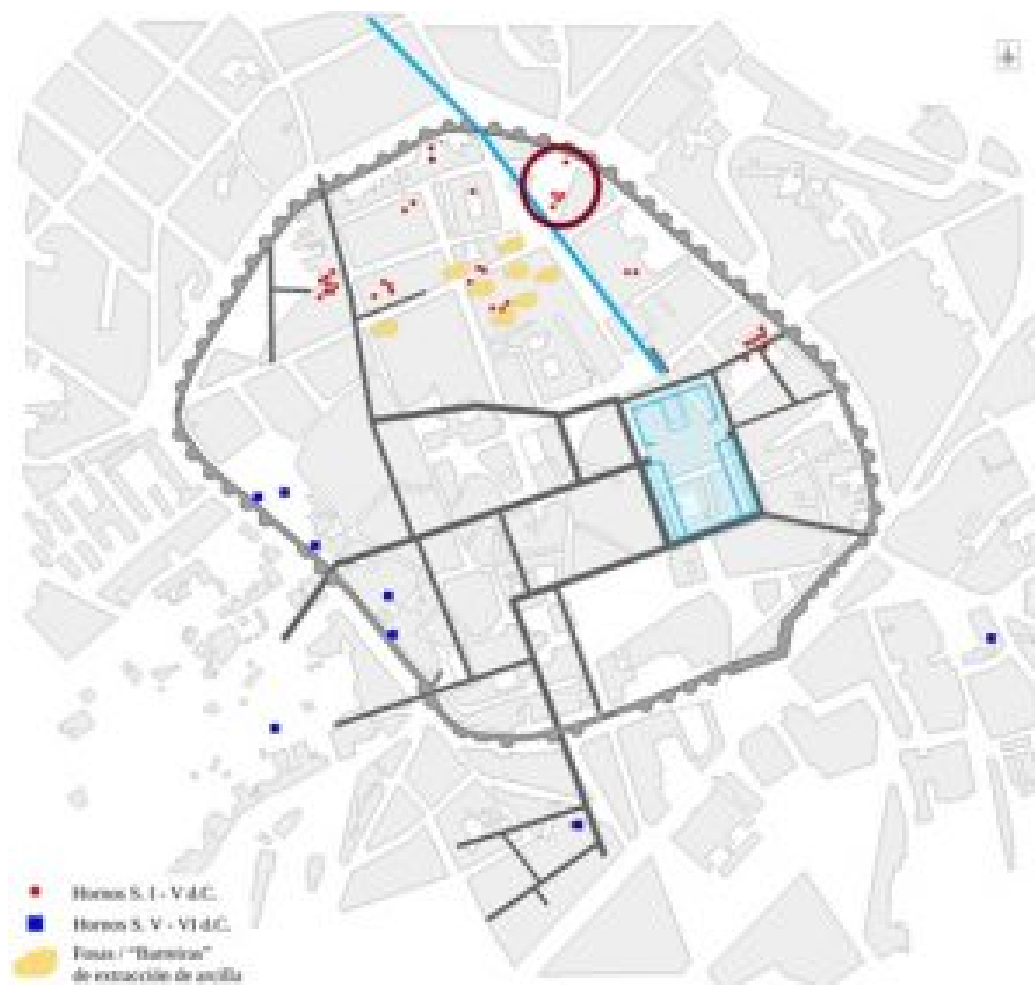 Hornos S. I - V d.C.
Hornos S. V - VI d.C.
Fosas / "Barreiras"
de extracción de arcilla